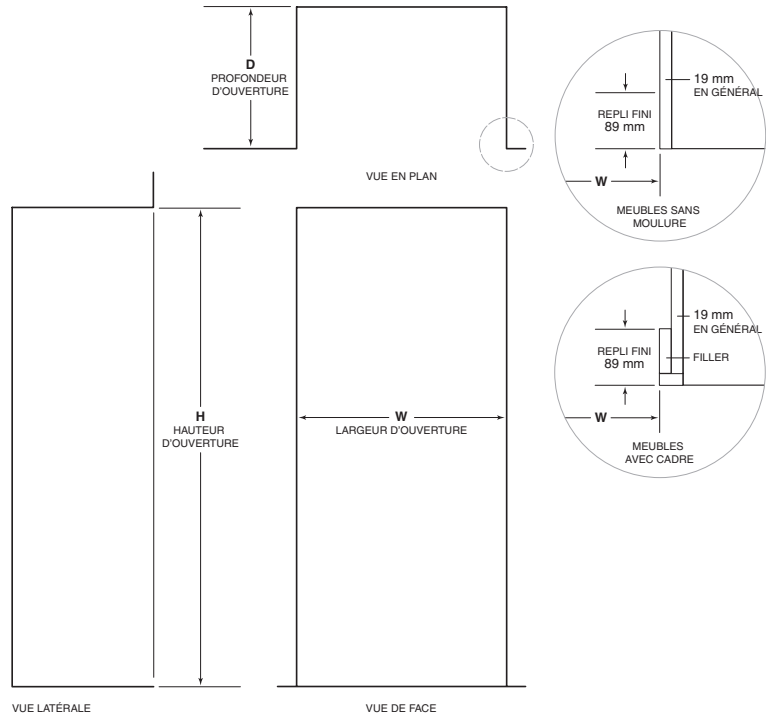 D
PROFONDEUR
D'OUVERTURE
VUE EN PLAN
19 mm
EN GÉNÉRAL
REPLI FINI
89 mm
W
MEUBLES SANS
MOULURE
19 mm
EN GÉNÉRAL
REPLI FINI
89 mm
FILLER
W
MEUBLES
AVEC CADRE
H
HAUTEUR
D'OUVERTURE
W
LARGEUR D'OUVERTURE
VUE LATÉRALE
VUE DE FACE